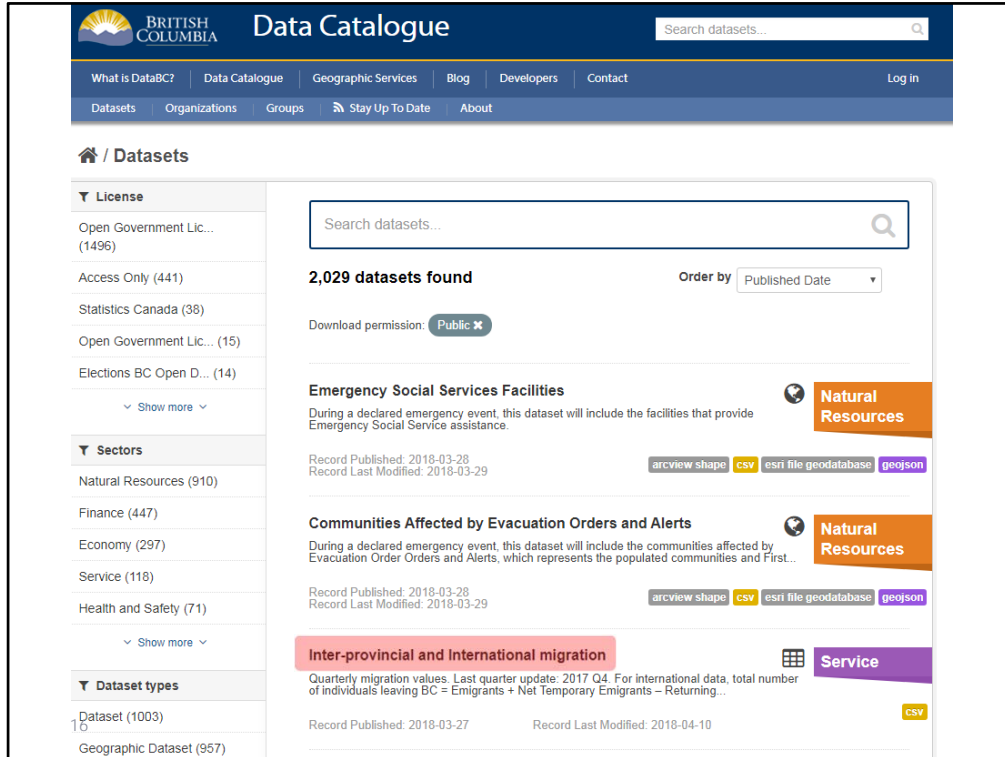 BRITISH
COLUMBIA
Data Catalogue
Search datasets...
What is DataBC?
Data Catalogue
Geographic Services
Blog
Developers
Contact
Log in
Datasets
Organizations
Groups
Stay Up To Date
About
/ Datasets
License
Open Government Lic...
(1496)
Access Only (441)
Statistics Canada (38)
Open Government Lic... (15)
Elections BC Open D... (14)
Show more
Sectors
Natural Resources (910)
Finance (447)
Economy (297)
Service (118)
Health and Safety (71)
Show more
Dataset types
Dataset (1003)
16
Geographic Dataset (957)
Search datasets...
2,029 datasets found
Order by Published Date
Download permission: Public ✖
Emergency Social Services Facilities
Natural
Resources
During a declared emergency event, this dataset will include the facilities that provide
Emergency Social Service assistance.
Record Published: 2018-03-28
Record Last Modified: 2018-03-29
arcview shape csv esri file geodatabase geojson
Communities Affected by Evacuation Orders and Alerts
Natural
Resources
During a declared emergency event, this dataset will include the communities affected by
Evacuation Order Orders and Alerts, which represents the populated communities and First...
Record Published: 2018-03-28
Record Last Modified: 2018-03-29
arcview shape csv esri file geodatabase geojson
Inter-provincial and International migration
Service
Quarterly migration values. Last quarter update: 2017 Q4. For international data, total number
of individuals leaving BC = Emigrants + Net Temporary Emigrants – Returning...
csv
Record Published: 2018-03-27 Record Last Modified: 2018-04-10